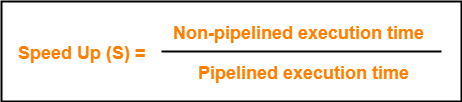 Non-pipelined execution time
Speed Up (S) =
Pipelined execution time